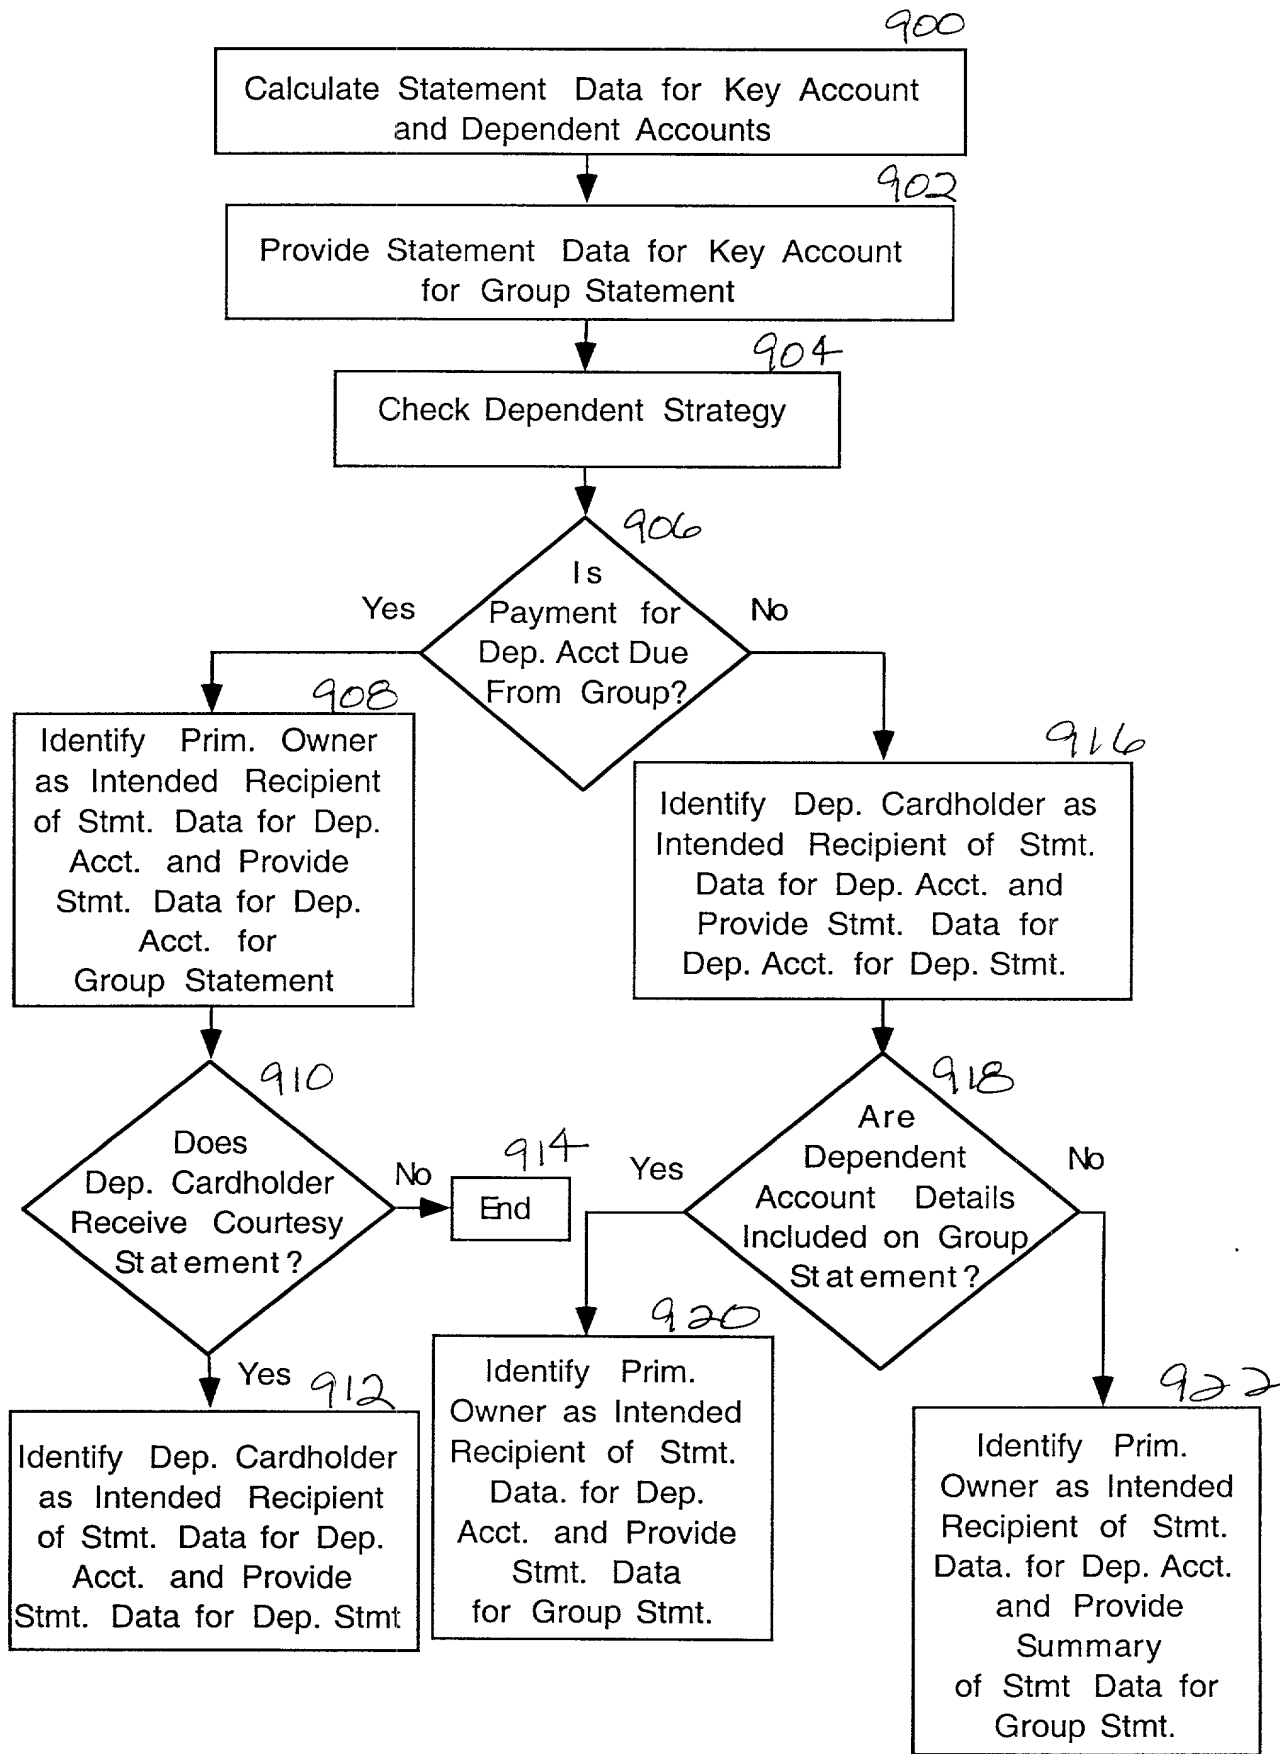 900
Calculate Statement Data for Key Account
and Dependent Accounts
902
Provide Statement Data for Key Account
for Group Statement
904
Check Dependent Strategy
906
Is
Payment for
Dep. Acct Due
From Group?
Yes
No
908
Identify Prim. Owner
as Intended Recipient
of Stmt. Data for Dep.
Acct. and Provide
Stmt. Data for Dep.
Acct. for
Group Statement
916
Identify Dep. Cardholder as
Intended Recipient of Stmt.
Data for Dep. Acct. and
Provide Stmt. Data for
Dep. Acct. for Dep. Stmt.
910
Does
Dep. Cardholder
Receive Courtesy
Statement?
No
914
End
918
Are
Dependent
Account Details
Included on Group
Statement?
Yes
No
Yes
912
Identify Dep. Cardholder
as Intended Recipient
of Stmt. Data for Dep.
Acct. and Provide
Stmt. Data for Dep. Stmt
920
Identify Prim.
Owner as Intended
Recipient of Stmt.
Data. for Dep.
Acct. and Provide
Stmt. Data
for Group Stmt.
922
Identify Prim.
Owner as Intended
Recipient of Stmt.
Data. for Dep. Acct.
and Provide
Summary
of Stmt Data for
Group Stmt.